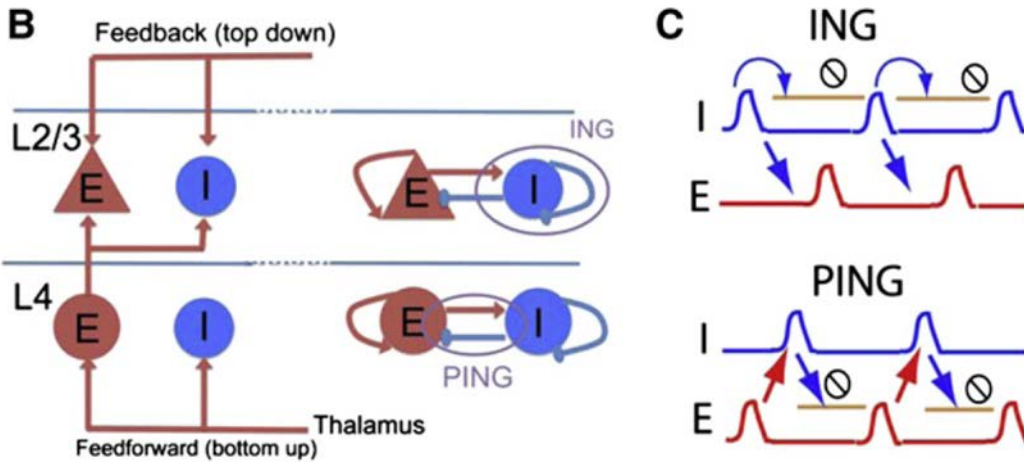 B
Feedback (top down)
L2/3
E
I
E
I
ING
L4
E
I
E
I
PING
Thalamus
Feedforward (bottom up)
C
ING
I
E
PING
I
E